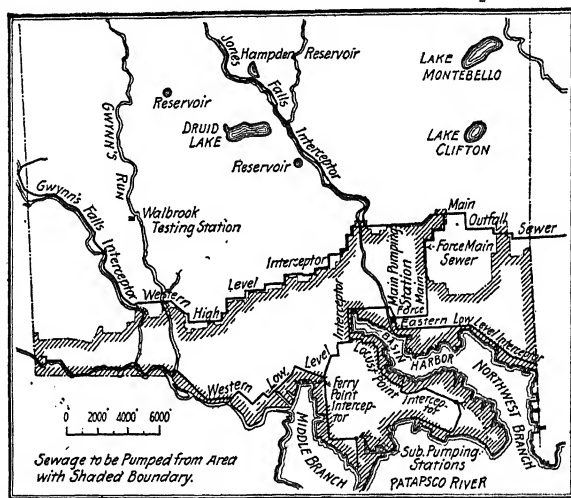 Jones
Falls
Interceptor
Hampden Reservoir
LAKE
MONTEBELLO
Reservoir
GWYNN'S
RUN
DRUID
LAKE
LAKE
CLIFTON
Reservoir
Gwynn's
Falls
Interceptor
Walbrook
Testing Station
Main
Outfall
Sewer
Force Main
Sewer
Main Pumping
Station
Force Main
Western
High
Level
Interceptor
Interceptor
Eastern Low Level Interceptor
BASIN
HARBOR
Locust Point
Interceptor
NORTHWEST BRANCH
Western
Low
Level
Ferry
Point
Intercep-
tor
MIDDLE BRANCH
Sub. Pumping
Stations
PATAPSCO RIVER
0 2000 4000 6000
Sewage to be Pumped from Area
with Shaded Boundary.